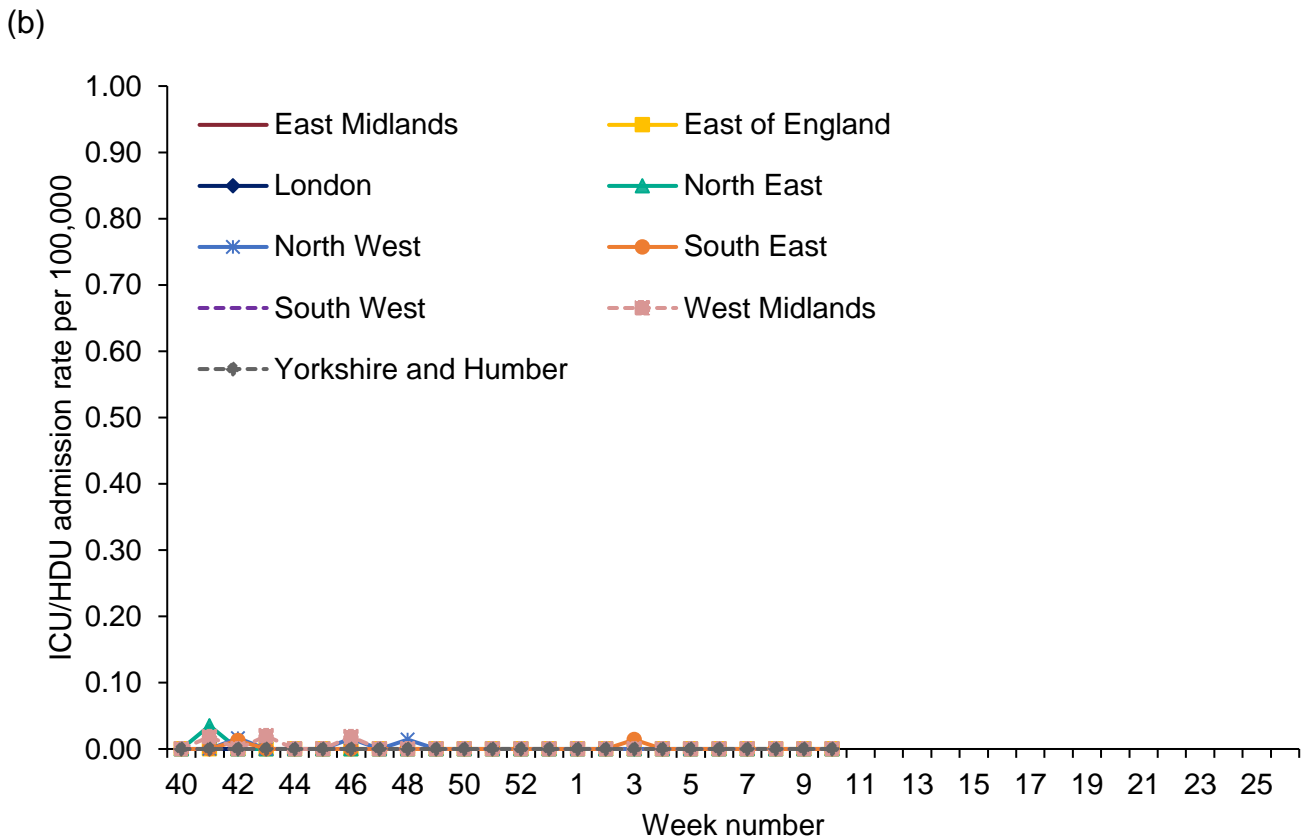 (b)
ICU/HDU admission rate per 100,000
1.00
0.90
0.80
0.70
0.60
0.50
0.40
0.30
0.20
0.10
0.00
East Midlands
East of England
London
North East
North West
South East
South West
West Midlands
Yorkshire and Humber
40 42 44 46 48 50 52 1 3 5 7 9 11 13 15 17 19 21 23 25
Week number